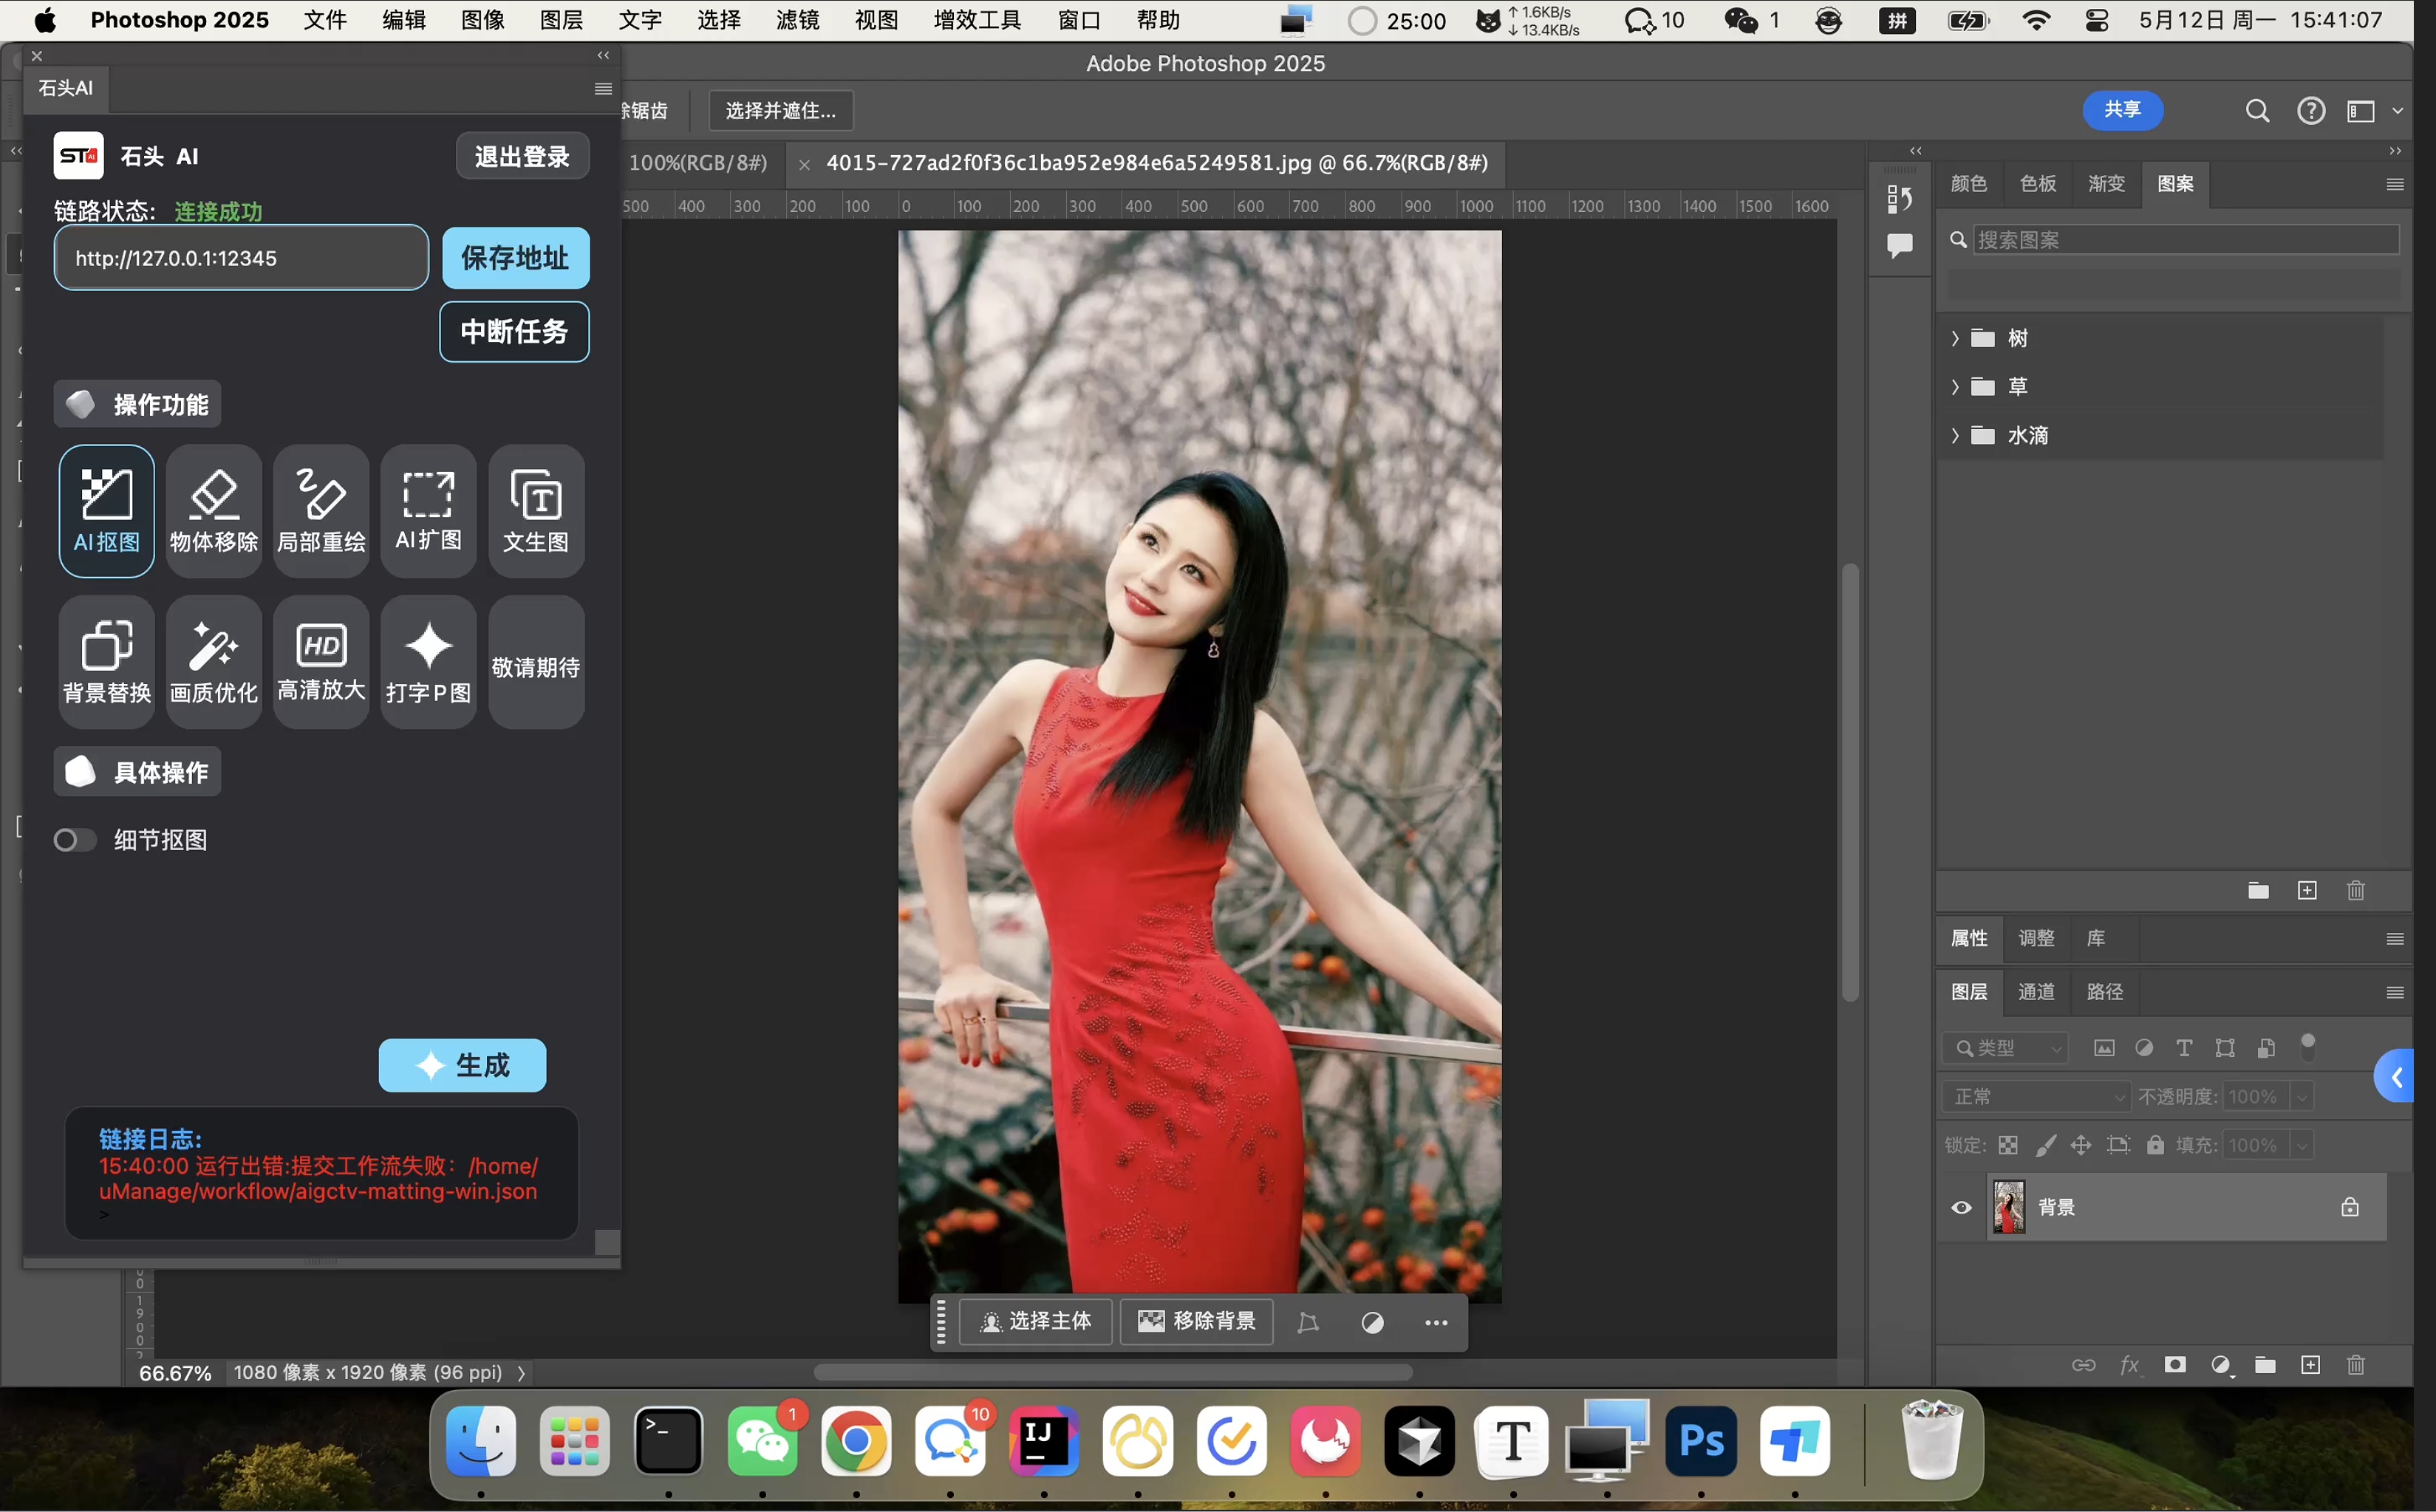 Photoshop 2025 文件 编辑 图像 图层 文字 选择 滤镜 视图 增效工具 窗口 帮助 25:00 ↑ 1.6KB/s ↓ 13.4KB/s 10 1 拼 5月12日 周一 15:41:07
Adobe Photoshop 2025
石头AI
除锯齿 选择并遮住... 共享
ST AI 石头 AI 退出登录
100%(RGB/8#) × 4015-727ad2f0f36c1ba952e984e6a5249581.jpg @ 66.7%(RGB/8#)
链路状态: 连接成功
500 400 300 200 100 0 100 200 300 400 500 600 700 800 900 1000 1100 1200 1300 1400 1500 1600
http://127.0.0.1:12345 保存地址
中断任务
操作功能
AI抠图 物体移除 局部重绘 AI扩图 文生图
HD
背景替换 画质优化 高清放大 打字P图 敬请期待
具体操作
细节抠图
生成
链接日志:
15:40:00 运行出错:提交工作流失败: /home/
uManage/workflow/aigctv-matting-win.json
>
颜色 色板 渐变 图案
搜索图案
树
草
水滴
属性 调整 库
图层 通道 路径
类型
正常 不透明度: 100%
锁定: 填充: 100%
背景
fx
选择主体 移除背景
66.67% 1080 像素 x 1920 像素 (96 ppi)
1 10 IJ T Ps